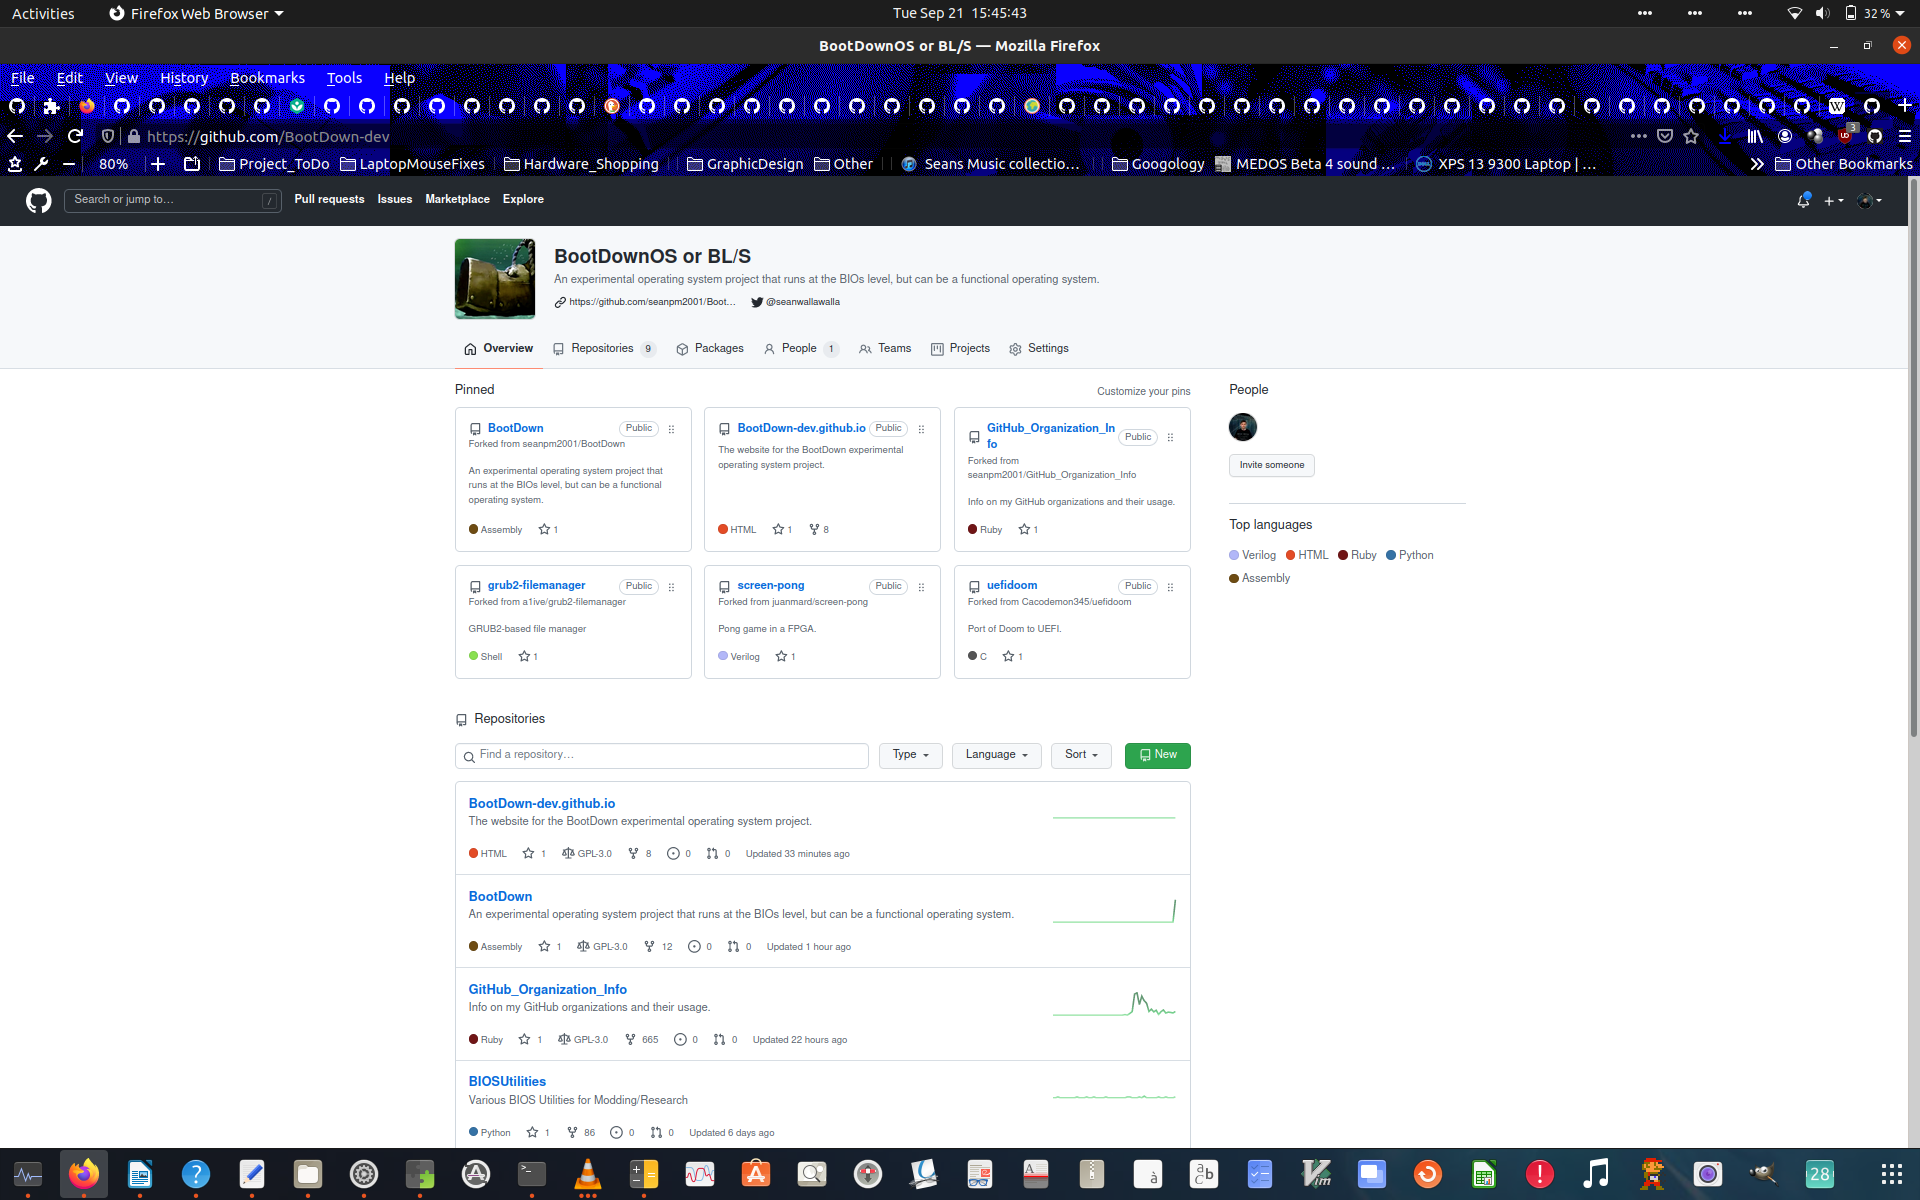 Activities
Firefox Web Browser
Tue Sep 21 15:45:43
32 %
BootDownOS or BL/S — Mozilla Firefox
File Edit View History Bookmarks Tools Help
https://github.com/BootDown-dev
3
80%
Project_ToDo
LaptopMouseFixes
Hardware_Shopping
GraphicDesign
Other
Seans Music collectio…
Googology
MEDOS Beta 4 sound …
XPS 13 9300 Laptop | …
Other Bookmarks
Search or jump to…
/
Pull requests Issues Marketplace Explore
BootDownOS or BL/S
An experimental operating system project that runs at the BIOs level, but can be a functional operating system.
https://github.com/seanpm2001/Boot…
@seanwallawalla
Overview
Repositories 9
Packages
People 1
Teams
Projects
Settings
Pinned
Customize your pins
BootDown
Public
Forked from seanpm2001/BootDown
An experimental operating system project that
runs at the BIOs level, but can be a functional
operating system.
Assembly 1
BootDown-dev.github.io
Public
The website for the BootDown experimental
operating system project.
HTML 1 8
GitHub_Organization_In
fo
Public
Forked from
seanpm2001/GitHub_Organization_Info
Info on my GitHub organizations and their usage.
Ruby 1
grub2-filemanager
Public
Forked from a1ive/grub2-filemanager
GRUB2-based file manager
Shell 1
screen-pong
Public
Forked from juanmard/screen-pong
Pong game in a FPGA.
Verilog 1
uefidoom
Public
Forked from Cacodemon345/uefidoom
Port of Doom to UEFI.
C 1
People
Invite someone
Top languages
Verilog HTML Ruby Python
Assembly
Repositories
Find a repository…
Type
Language
Sort
New
BootDown-dev.github.io
The website for the BootDown experimental operating system project.
HTML 1 GPL-3.0 8 0 0 Updated 33 minutes ago
BootDown
An experimental operating system project that runs at the BIOs level, but can be a functional operating system.
Assembly 1 GPL-3.0 12 0 0 Updated 1 hour ago
GitHub_Organization_Info
Info on my GitHub organizations and their usage.
Ruby 1 GPL-3.0 665 0 0 Updated 22 hours ago
BIOSUtilities
Various BIOS Utilities for Modding/Research
Python 1 86 0 0 Updated 6 days ago
28